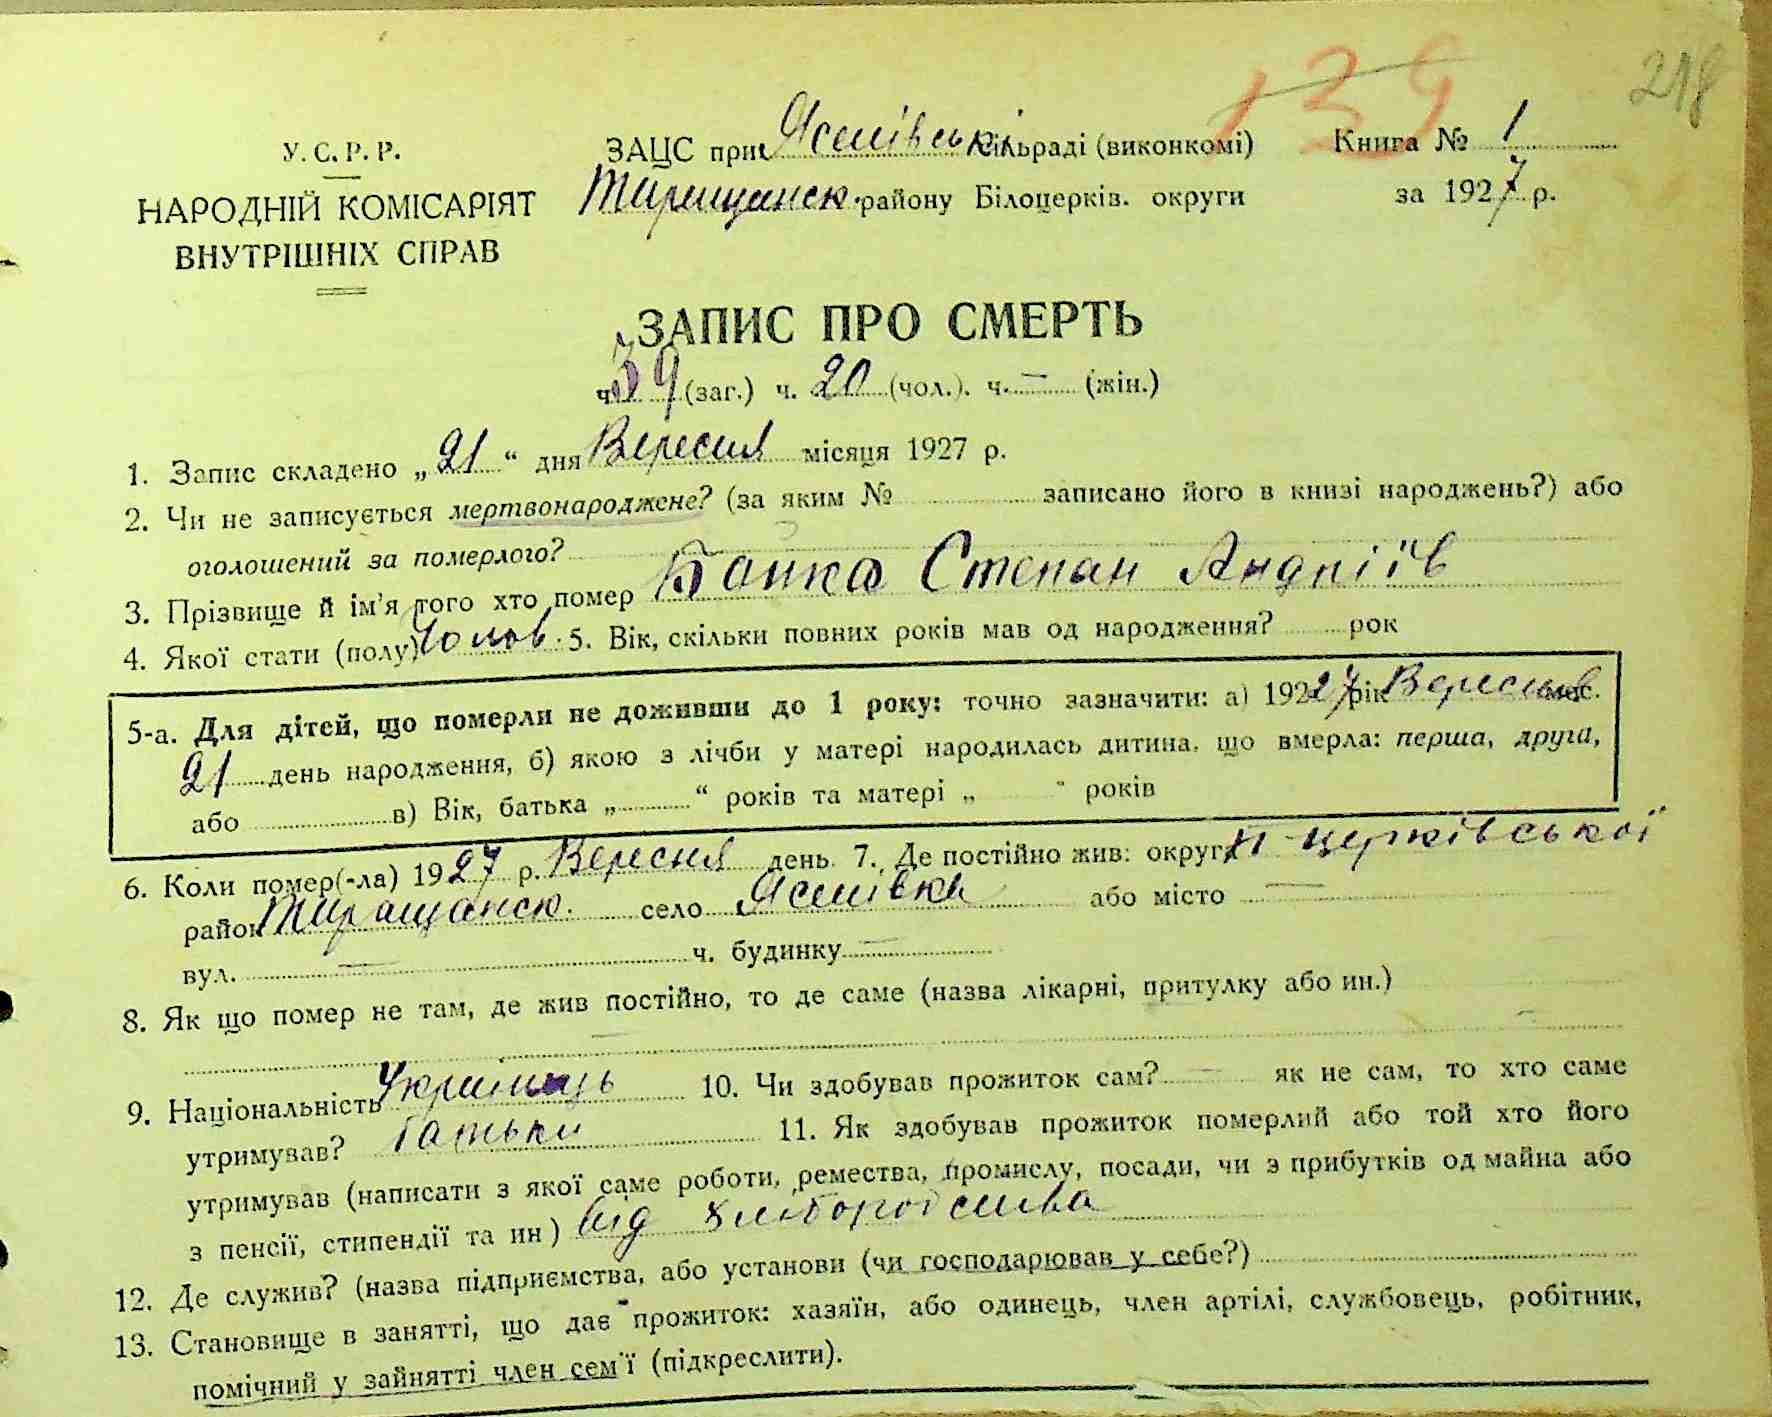 139
218
У. С. Р. Р.
НАРОДНІЙ КОМІСАРІЯТ
ВНУТРІШНІХ СПРАВ
ЗАЦС при Яснівські сільраді (виконкомі)
Книга № 1
району Білоцерків. округи
за 1927 р.
ЗАПИС ПРО СМЕРТЬ
ч. 39 (заг.) ч. 20 (чол.). ч. — (жін.)
1. Запис складено „21“ дня Вересня місяця 1927 р.
2. Чи не записується мертвонароджене? (за яким № записано його в книзі народжень?) або
оголошений за померлого?
3. Прізвище й ім’я того хто помер Банка Степан Андріїв
4. Якої стати (полу) Чолов. 5. Вік, скільки повних років мав од народження? рок
5-а. Для дітей, що померли не доживши до 1 року: точно зазначити: а) 1927 рік міс.
21 день народження, б) якою з лічби у матері народилась дитина, що вмерла: перша, друга,
або в) Вік, батька „ “ років та матері „ “ років
6. Коли помер(-ла) 1927 р. Вересня день. 7. Де постійно жив: округ церківської
район село або місто —
вул. — ч. будинку —
8. Як що помер не там, де жив постійно, то де саме (назва лікарні, притулку або ин.)
—
9. Національність 10. Чи здобував прожиток сам? — як не сам, то хто саме
утримував? батьки 11. Як здобував прожиток померлий або той хто його
утримував (написати з якої саме роботи, ремества, промислу, посади, чи з прибутків од майна або
з пенсії, стипендії та ин) від хліборобства
12. Де служив? (назва підприємства, або установи (чи господарював у себе?)
13. Становище в занятті, що дає прожиток: хазяїн, або одинець, член артілі, службовець, робітник,
помічний у зайнятті член сем’ї (підкреслити).